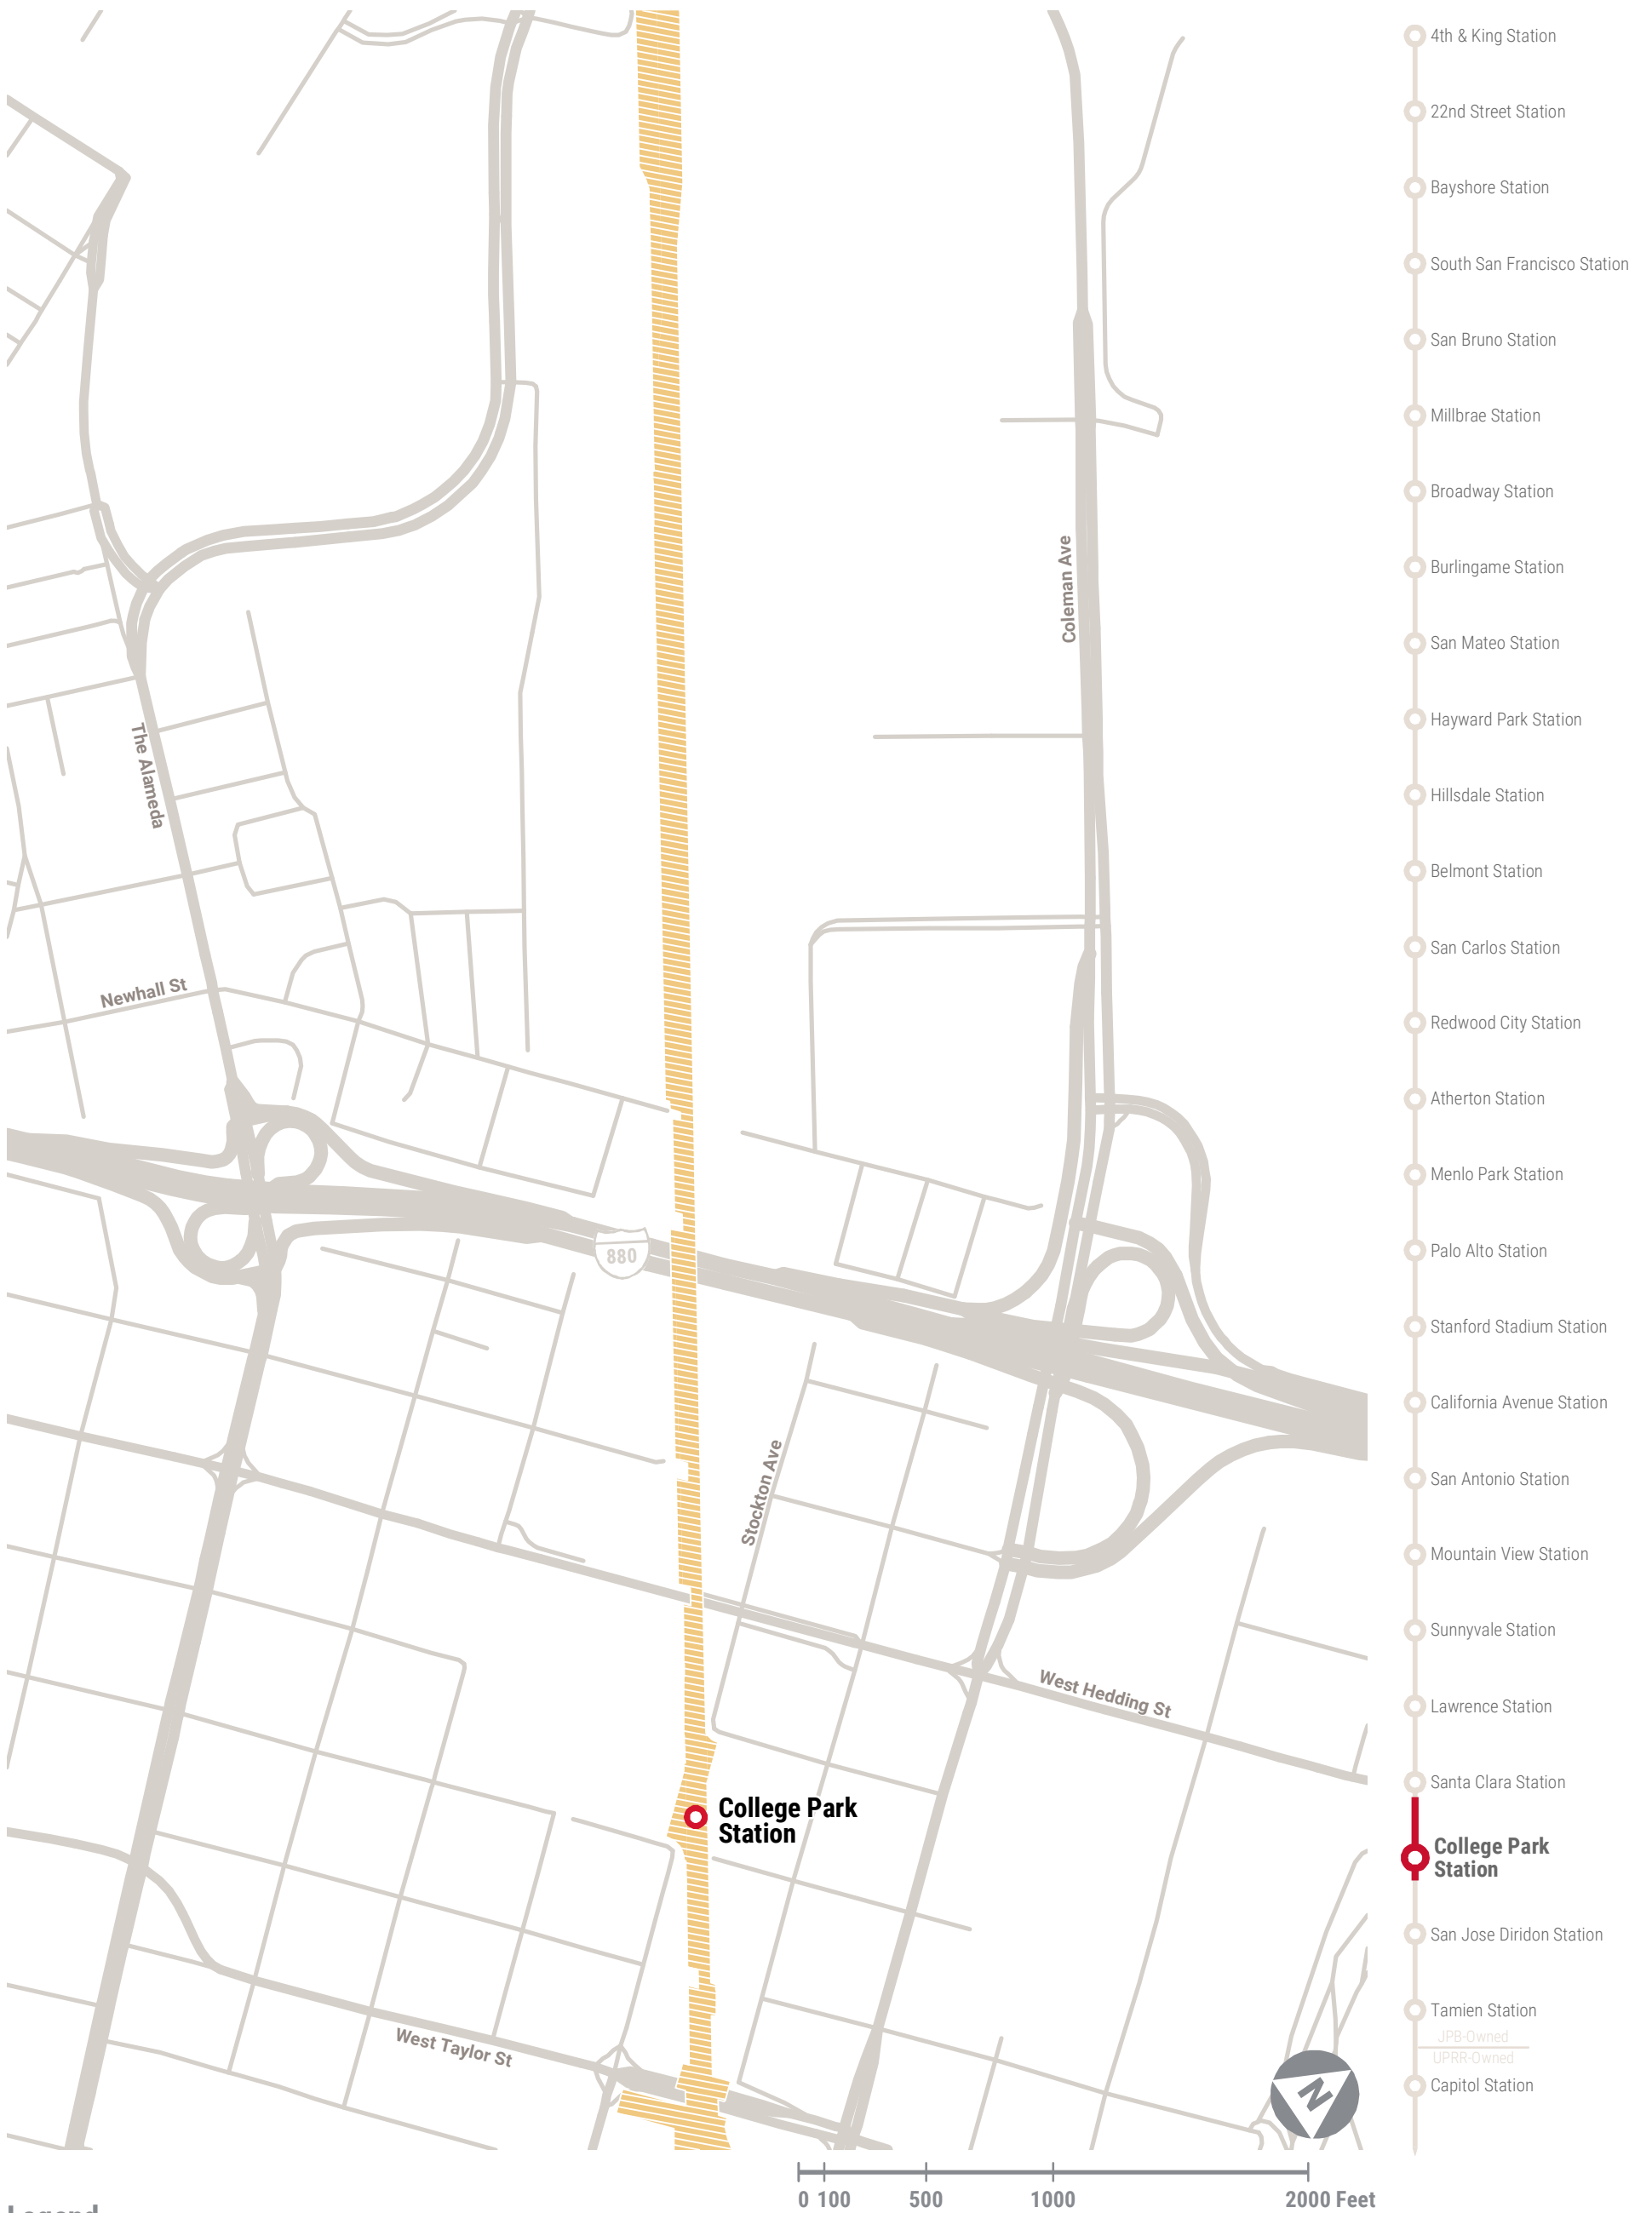 4th & King Station
22nd Street Station
Bayshore Station
South San Francisco Station
San Bruno Station
Millbrae Station
Broadway Station
Burlingame Station
San Mateo Station
Hayward Park Station
Hillsdale Station
Belmont Station
San Carlos Station
Redwood City Station
Atherton Station
Menlo Park Station
Palo Alto Station
Stanford Stadium Station
California Avenue Station
San Antonio Station
Mountain View Station
Sunnyvale Station
Lawrence Station
Santa Clara Station
College Park
Station
San Jose Diridon Station
Tamien Station
JPB-Owned
UPRR-Owned
Capitol Station
Coleman Ave
The Alameda
Newhall St
880
Stockton Ave
West Hedding St
College Park
Station
West Taylor St
N
0 100 500 1000 2000 Feet
Legend